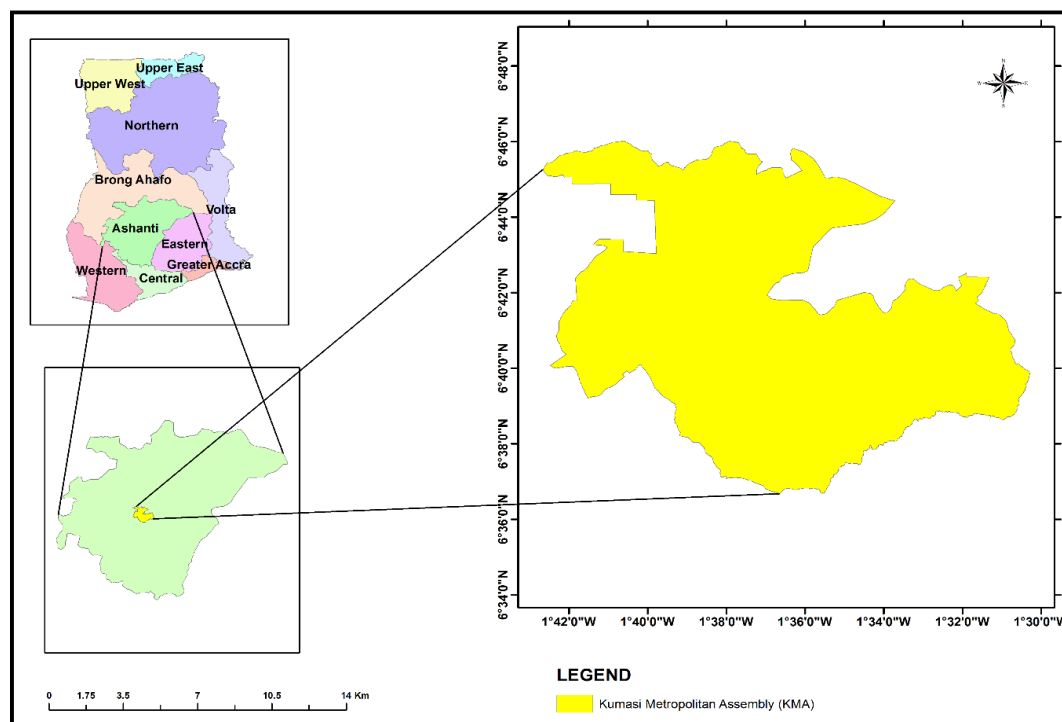 Upper East
Upper West
Northern
Brong Ahafo
Volta
Ashanti
Eastern
Western
Greater Accra
Central
N
W
E
S
6°48'0"N
6°46'0"N
6°44'0"N
6°42'0"N
6°40'0"N
6°38'0"N
6°36'0"N
6°34'0"N
1°42'0"W 1°40'0"W 1°38'0"W 1°36'0"W 1°34'0"W 1°32'0"W 1°30'0"W
0 1.75 3.5 7 10.5 14 Km
LEGEND
Kumasi Metropolitan Assembly (KMA)